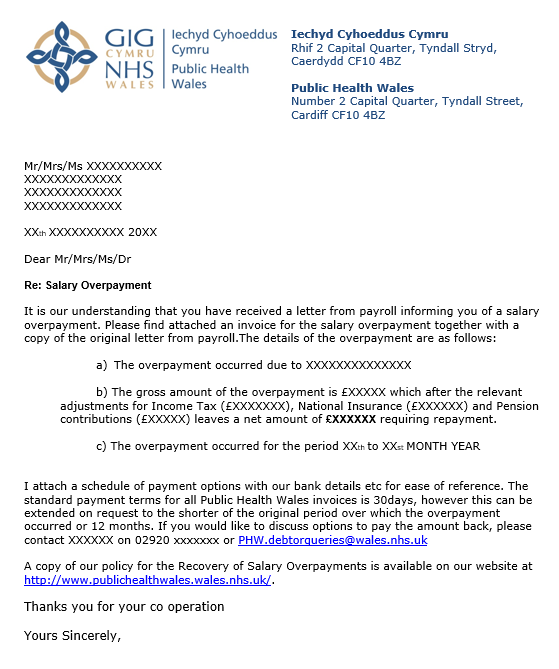 GIG
CYMRU
NHS
WALES
Iechyd Cyhoeddus
Cymru
Public Health
Wales
Iechyd Cyhoeddus Cymru
Rhif 2 Capital Quarter, Tyndall Stryd,
Caerdydd CF10 4BZ
Public Health Wales
Number 2 Capital Quarter, Tyndall Street,
Cardiff CF10 4BZ
Mr/Mrs/Ms XXXXXXXXXX
XXXXXXXXXXXXX
XXXXXXXXXXXXX
XXXXXXXXXXXXX
XXth XXXXXXXXXX 20XX
Dear Mr/Mrs/Ms/Dr
Re: Salary Overpayment
It is our understanding that you have received a letter from payroll informing you of a salary
overpayment. Please find attached an invoice for the salary overpayment together with a
copy of the original letter from payroll.The details of the overpayment are as follows:
a) The overpayment occurred due to XXXXXXXXXXXXXX
b) The gross amount of the overpayment is £XXXXX which after the relevant
adjustments for Income Tax (£XXXXXXX), National Insurance (£XXXXXX) and Pension
contributions (£XXXXX) leaves a net amount of £XXXXXX requiring repayment.
c) The overpayment occurred for the period XXth to XXst MONTH YEAR
I attach a schedule of payment options with our bank details etc for ease of reference. The
standard payment terms for all Public Health Wales invoices is 30days, however this can be
extended on request to the shorter of the original period over which the overpayment
occurred or 12 months. If you would like to discuss options to pay the amount back, please
contact XXXXXX on 02920 xxxxxxx or PHW.debtorqueries@wales.nhs.uk
A copy of our policy for the Recovery of Salary Overpayments is available on our website at
http://www.publichealthwales.wales.nhs.uk/.
Thanks you for your co operation
Yours Sincerely,